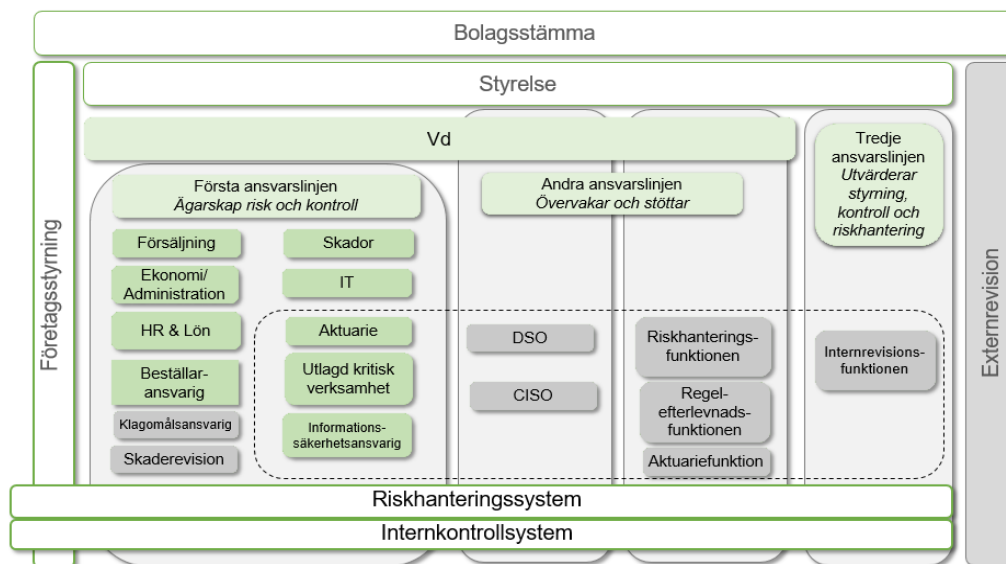 Bolagsstämma
Företagsstyrning
Styrelse
Externrevision
Vd
Första ansvarslinjen
Ägarskap risk och kontroll
Försäljning
Ekonomi/
Administration
HR & Lön
Beställar-
ansvarig
Klagomålsansvarig
Skaderevision
Skador
IT
Aktuarie
Utlagd kritisk
verksamhet
Informations-
säkerhetsansvarig
Andra ansvarslinjen
Övervakar och stöttar
DSO
CISO
Riskhanterings-
funktionen
Regel-
efterlevnads-
funktionen
Aktuariefunktion
Tredje
ansvarslinjen
Utvärderar
styrning,
kontroll och
riskhantering
Internrevisions-
funktionen
Riskhanteringssystem
Internkontrollsystem